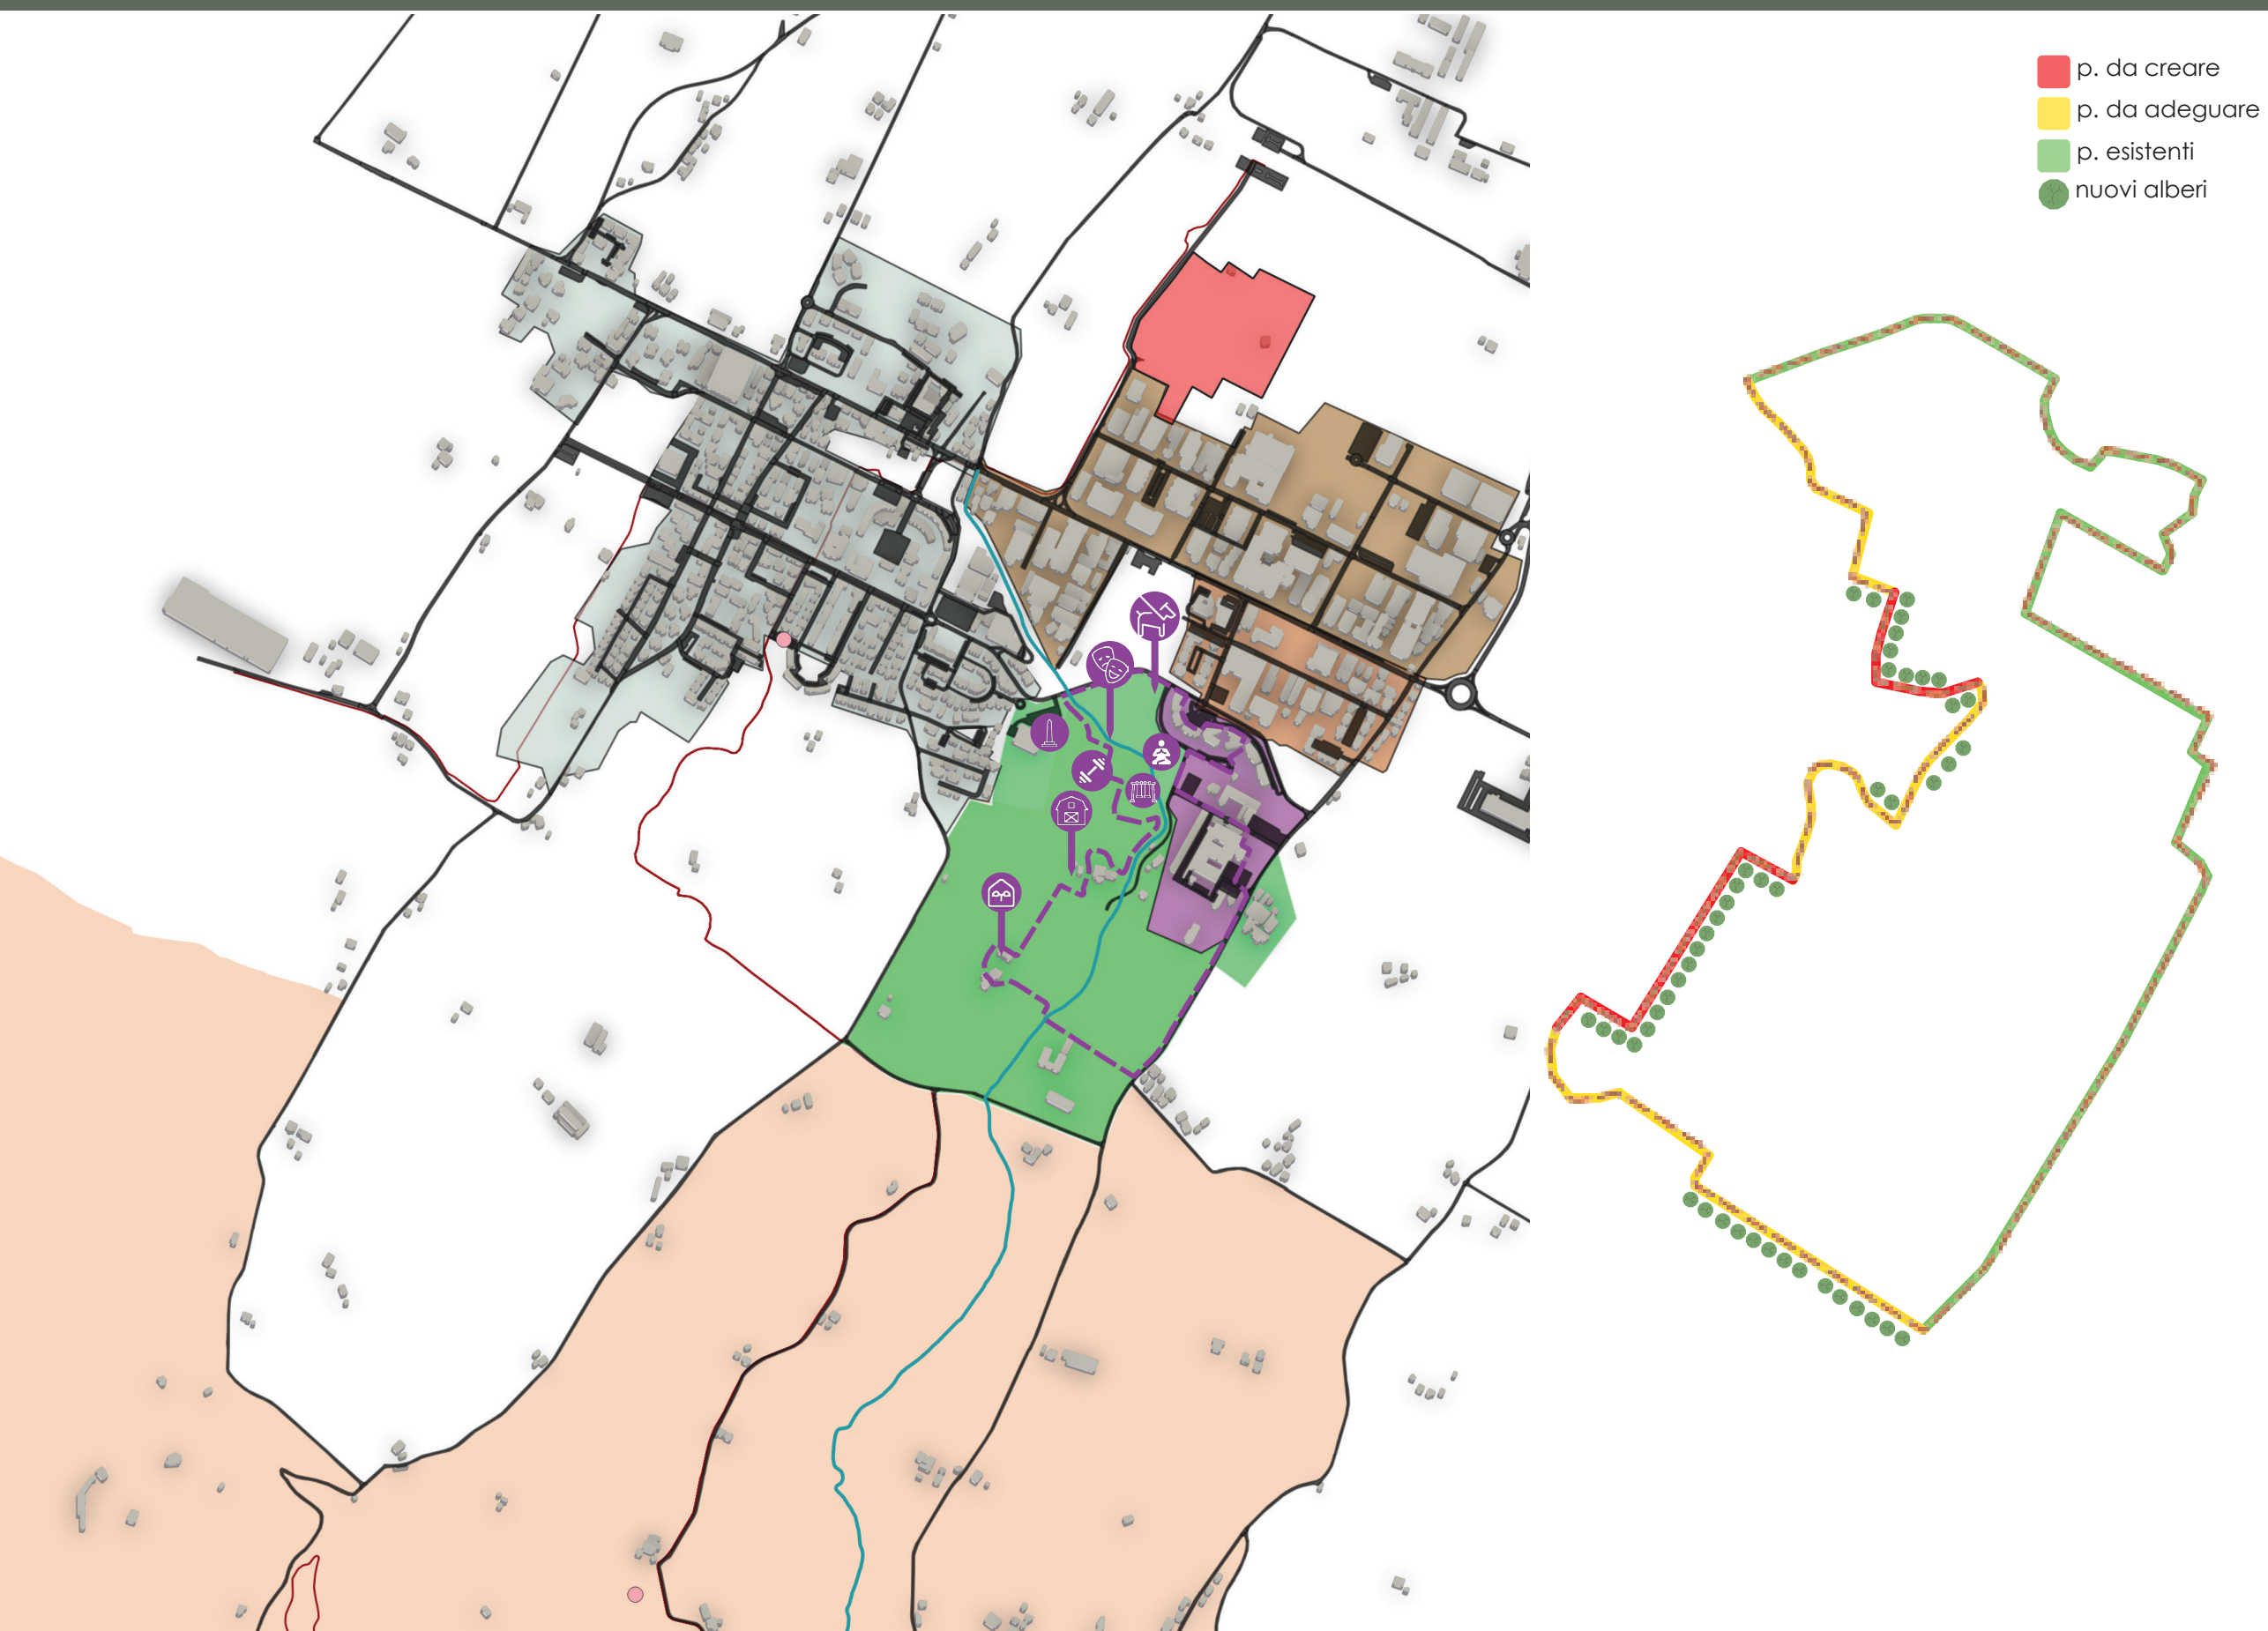 p. da creare
p. da adeguare
p. esistenti
nuovi alberi